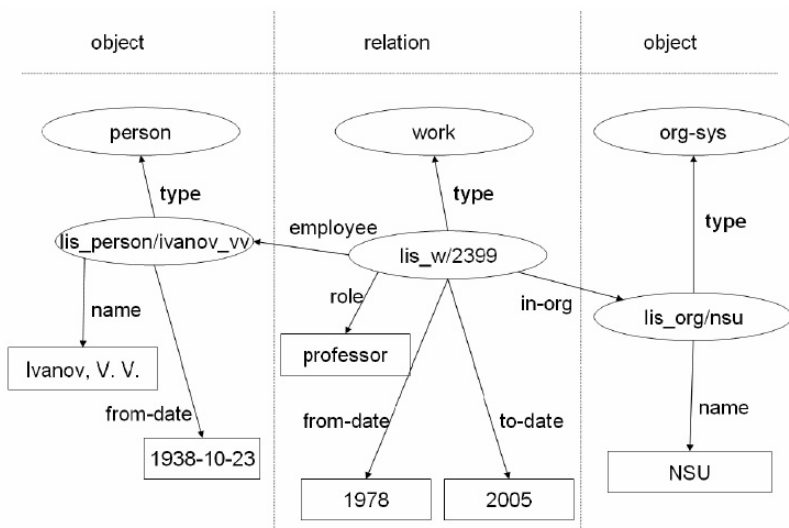 object
relation
object
person
work
org-sys
type
type
type
employee
lis_person/ivanov_vv
lis_w/2399
in-org
role
name
lis_org/nsu
professor
Ivanov, V. V.
from-date
from-date
to-date
name
1938-10-23
NSU
1978
2005